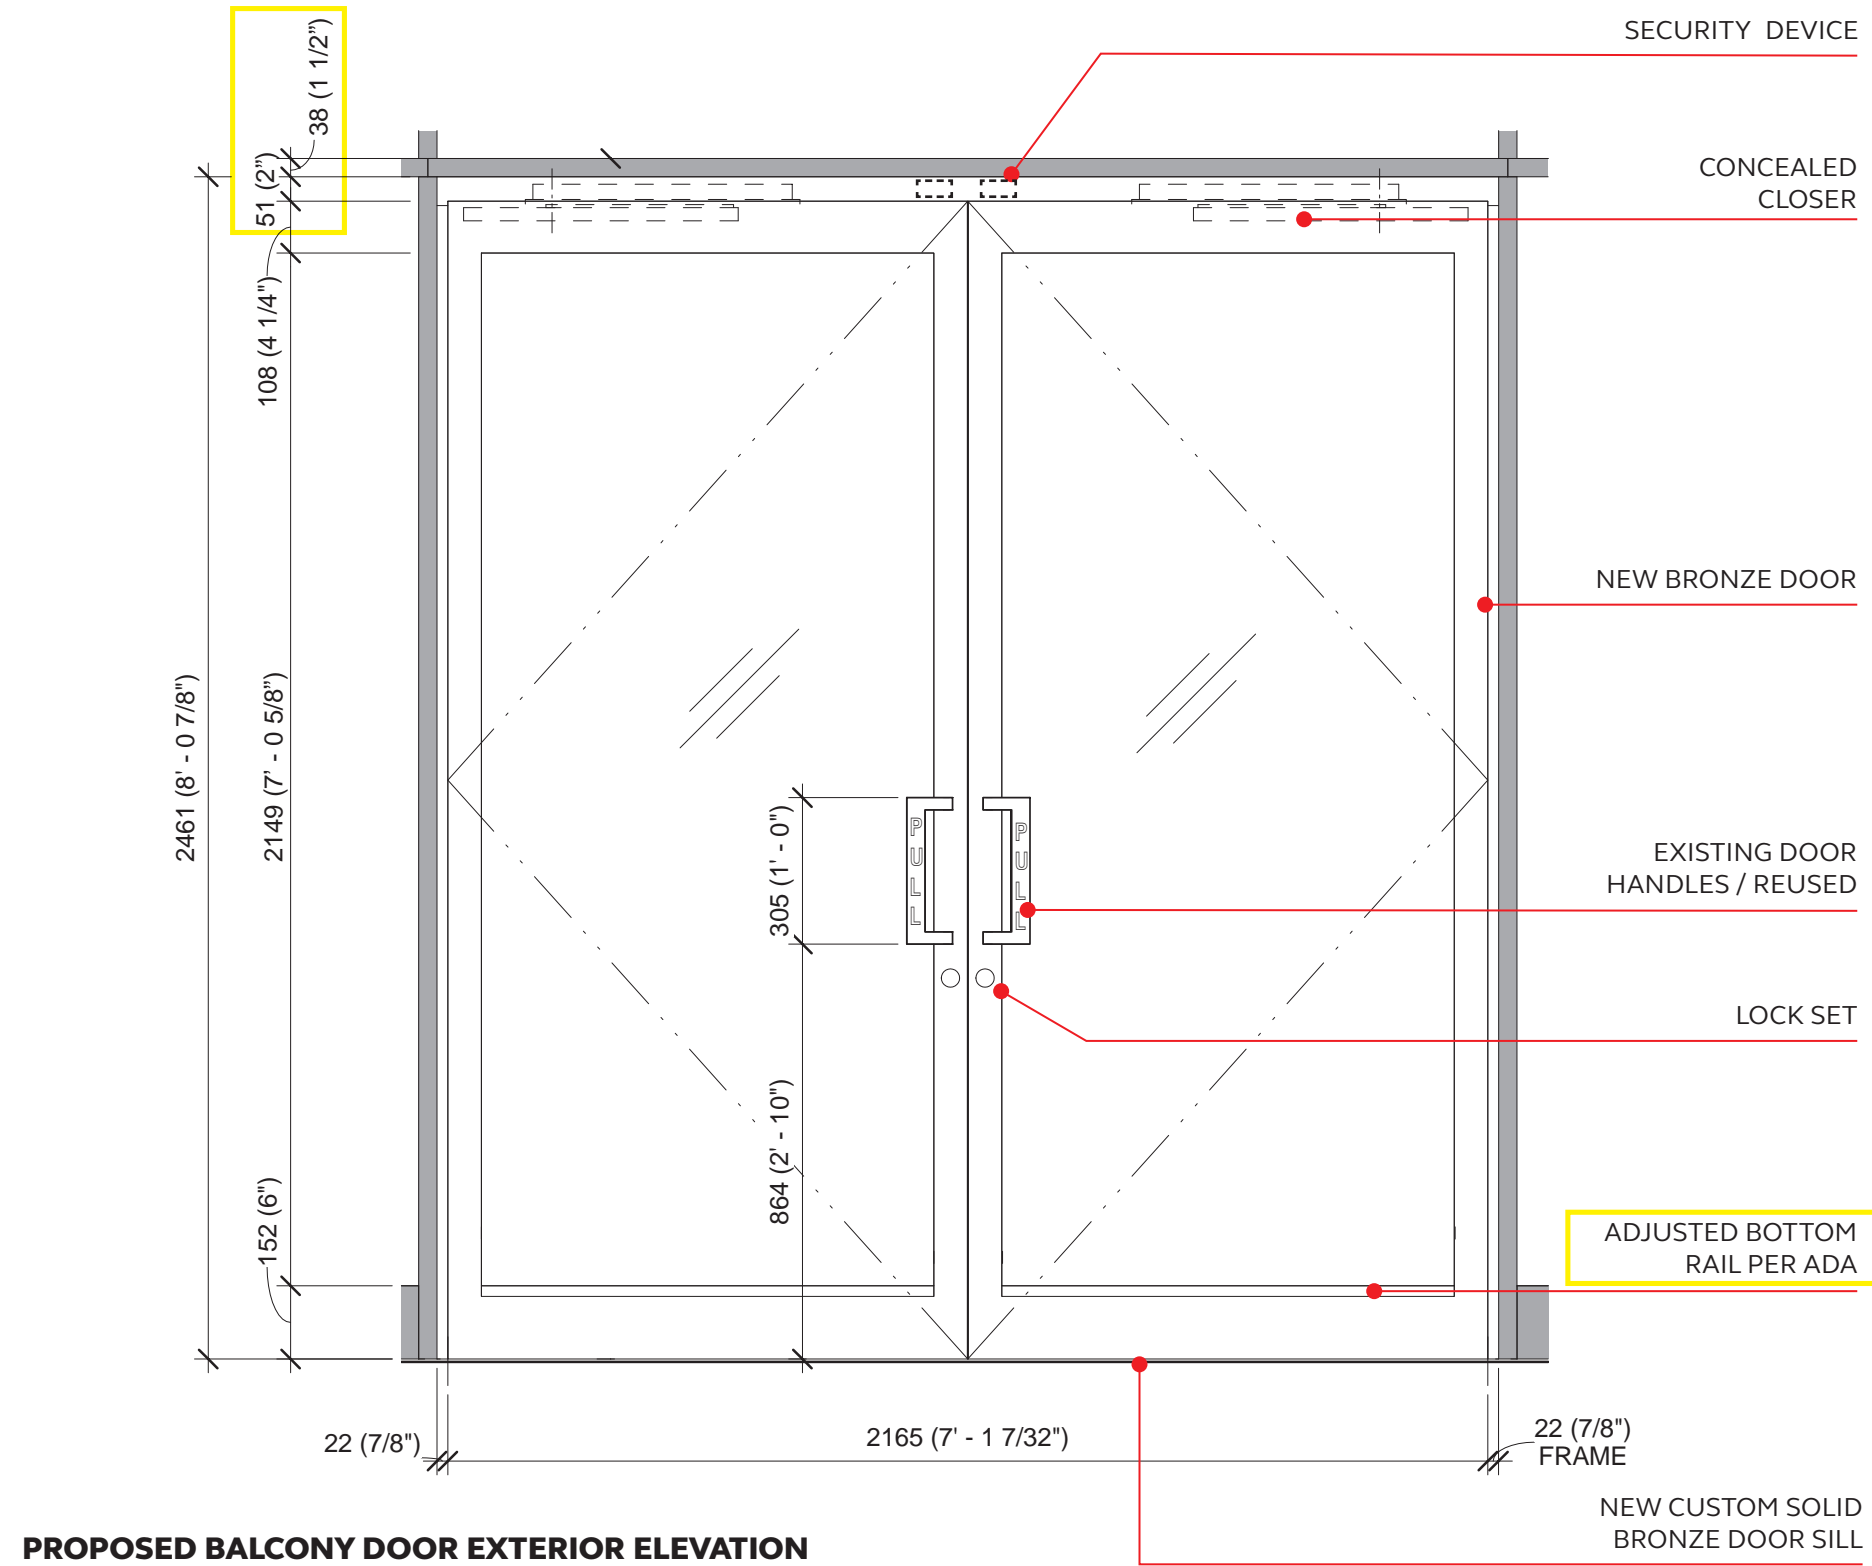 SECURITY DEVICE
38 (1 1/2”)
51 (2”)
CONCEALED
CLOSER
108 (4 1/4")
NEW BRONZE DOOR
2461 (8' - 0 7/8")
2149 (7’ - 0 5/8”)
305 (1' - 0")
PULL
PULL
EXISTING DOOR
HANDLES / REUSED
LOCK SET
864 (2' - 10")
152 (6")
ADJUSTED BOTTOM
RAIL PER ADA
22 (7/8")
2165 (7' - 1 7/32")
22 (7/8")
FRAME
NEW CUSTOM SOLID
BRONZE DOOR SILL
PROPOSED BALCONY DOOR EXTERIOR ELEVATION